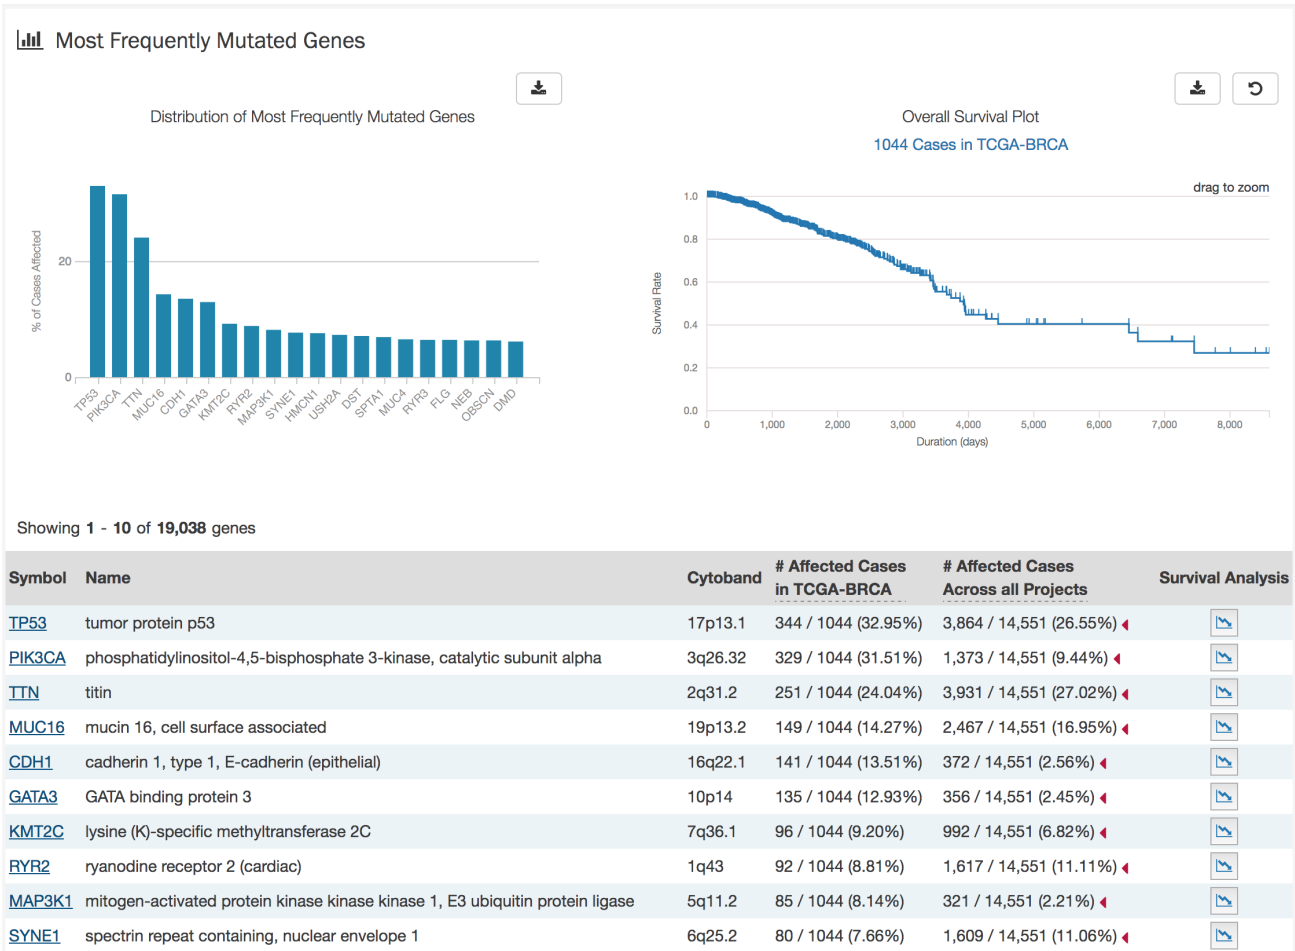 Most Frequently Mutated Genes
Distribution of Most Frequently Mutated Genes
% of Cases Affected
20
0
TP53
PIK3CA
TTN
MUC16
CDH1
GATA3
KMT2C
RYR2
MAP3K1
SYNE1
HMCN1
USH2A
DST
SPTA1
MUC4
RYR3
FLG
NEB
OBSCN
DMD
Overall Survival Plot
1044 Cases in TCGA-BRCA
drag to zoom
Survival Rate
1.0
0.8
0.6
0.4
0.2
0.0
0 1,000 2,000 3,000 4,000 5,000 6,000 7,000 8,000
Duration (days)
Showing 1 - 10 of 19,038 genes
Symbol Name Cytoband # Affected Cases in TCGA-BRCA # Affected Cases Across all Projects Survival Analysis
TP53 tumor protein p53 17p13.1 344 / 1044 (32.95%) 3,864 / 14,551 (26.55%)
PIK3CA phosphatidylinositol-4,5-bisphosphate 3-kinase, catalytic subunit alpha 3q26.32 329 / 1044 (31.51%) 1,373 / 14,551 (9.44%)
TTN titin 2q31.2 251 / 1044 (24.04%) 3,931 / 14,551 (27.02%)
MUC16 mucin 16, cell surface associated 19p13.2 149 / 1044 (14.27%) 2,467 / 14,551 (16.95%)
CDH1 cadherin 1, type 1, E-cadherin (epithelial) 16q22.1 141 / 1044 (13.51%) 372 / 14,551 (2.56%)
GATA3 GATA binding protein 3 10p14 135 / 1044 (12.93%) 356 / 14,551 (2.45%)
KMT2C lysine (K)-specific methyltransferase 2C 7q36.1 96 / 1044 (9.20%) 992 / 14,551 (6.82%)
RYR2 ryanodine receptor 2 (cardiac) 1q43 92 / 1044 (8.81%) 1,617 / 14,551 (11.11%)
MAP3K1 mitogen-activated protein kinase kinase kinase 1, E3 ubiquitin protein ligase 5q11.2 85 / 1044 (8.14%) 321 / 14,551 (2.21%)
SYNE1 spectrin repeat containing, nuclear envelope 1 6q25.2 80 / 1044 (7.66%) 1,609 / 14,551 (11.06%)